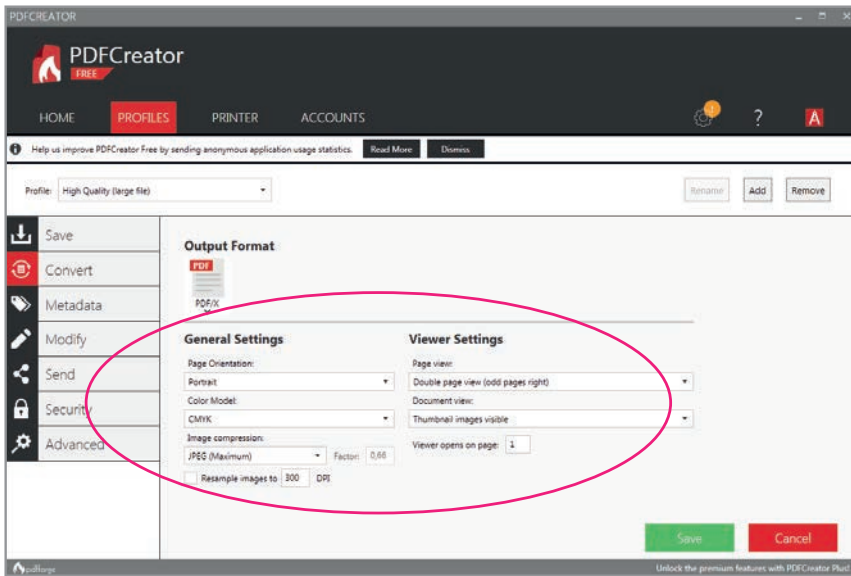 PDFCREATOR
PDFCreator
FREE
HOME PROFILES PRINTER ACCOUNTS
Help us improve PDFCreator Free by sending anonymous application usage statistics. Read More Dismiss
Profile: High Quality (large file) Rename Add Remove
Save
Convert
Metadata
Modify
Send
Security
Advanced
Output Format
PDF
PDF/X
General Settings
Page Orientation:
Portrait
Color Model:
CMYK
Image compression:
JPEG (Maximum) Factor: 0,66
Resample images to 300 DPI
Viewer Settings
Page view:
Double page view (odd pages right)
Document view:
Thumbnail images visible
Viewer opens on page: 1
Save Cancel
pdfforge Unlock the premium features with PDFCreator Plus!